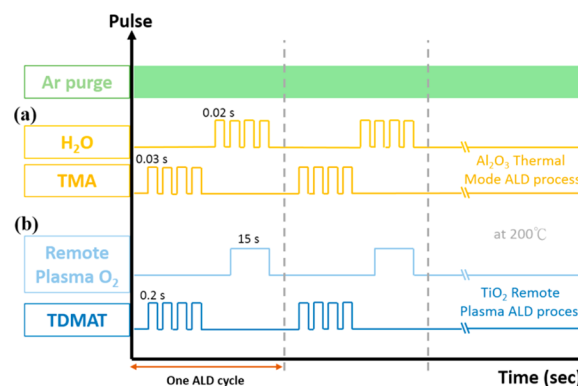 Pulse
Ar purge
(a)
0.02 s
H₂O
0.03 s
TMA
Al₂O₃ Thermal
Mode ALD process
(b)
Remote
Plasma O₂
15 s
at 200℃
0.2 s
TDMAT
TiO₂ Remote
Plasma ALD process
One ALD cycle
Time (sec)